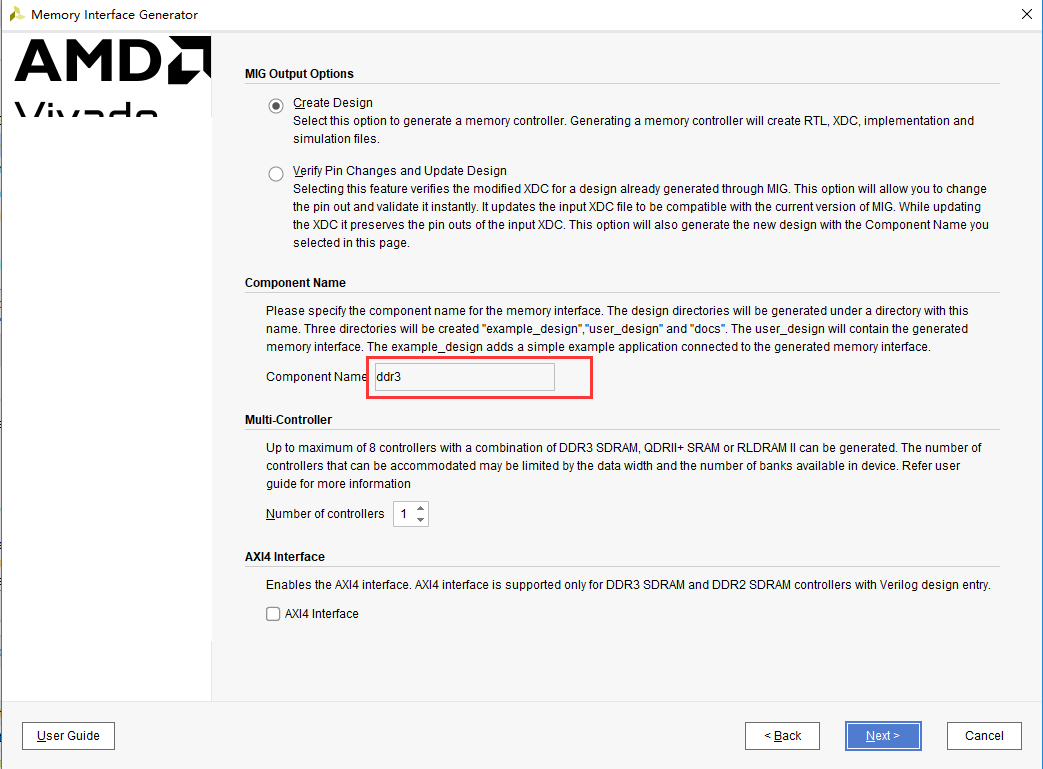 Memory Interface Generator
AMD
Vivado
MIG Output Options
Create Design
Select this option to generate a memory controller. Generating a memory controller will create RTL, XDC, implementation and
simulation files.
Verify Pin Changes and Update Design
Selecting this feature verifies the modified XDC for a design already generated through MIG. This option will allow you to change
the pin out and validate it instantly. It updates the input XDC file to be compatible with the current version of MIG. While updating
the XDC it preserves the pin outs of the input XDC. This option will also generate the new design with the Component Name you
selected in this page.
Component Name
Please specify the component name for the memory interface. The design directories will be generated under a directory with this
name. Three directories will be created "example_design","user_design" and "docs". The user_design will contain the generated
memory interface. The example_design adds a simple example application connected to the generated memory interface.
Component Name ddr3
Multi-Controller
Up to maximum of 8 controllers with a combination of DDR3 SDRAM, QDRII+ SRAM or RLDRAM II can be generated. The number of
controllers that can be accommodated may be limited by the data width and the number of banks available in device. Refer user
guide for more information
Number of controllers 1
AXI4 Interface
Enables the AXI4 interface. AXI4 interface is supported only for DDR3 SDRAM and DDR2 SDRAM controllers with Verilog design entry.
AXI4 Interface
User Guide < Back Next > Cancel